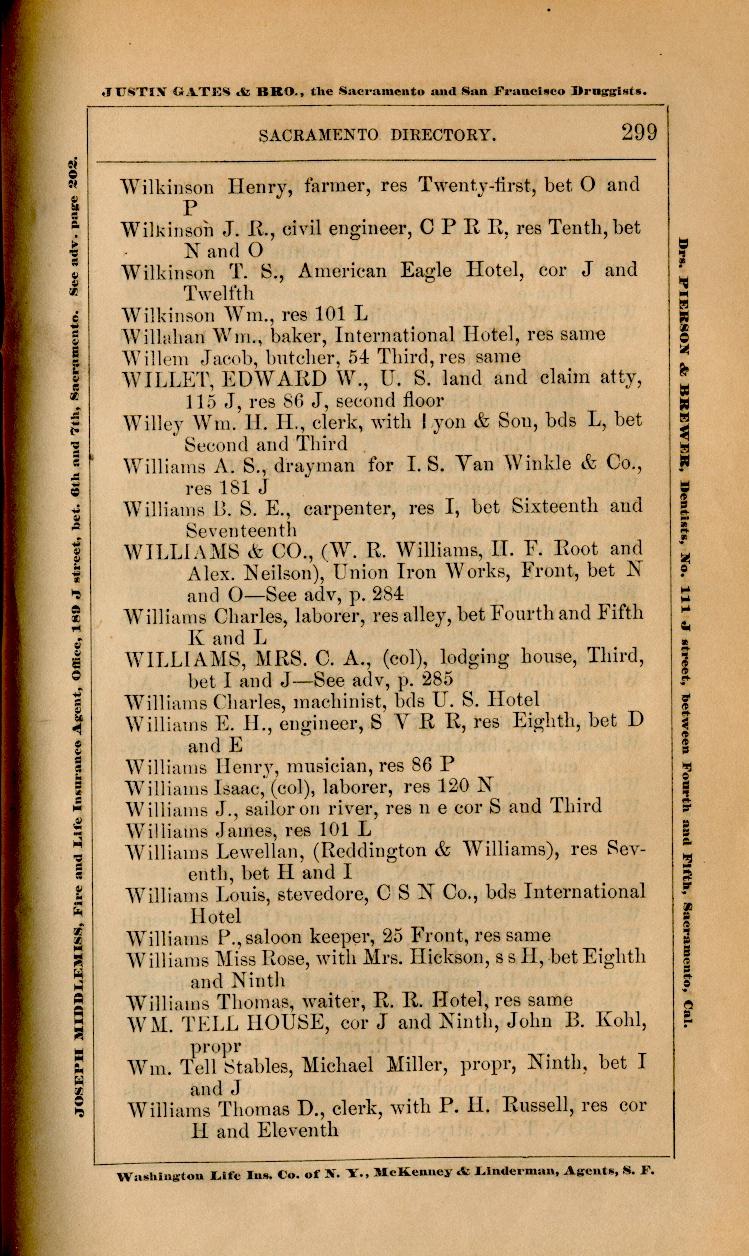 JUSTIN GATES & BRO., the Sacramento and San Francisco Druggists.
SACRAMENTO DIRECTORY. 299
Wilkinson Henry, farmer, res Twenty-first, bet O and
P
Wilkinson J. R., civil engineer, C P R R, res Tenth, bet
N and O
Wilkinson T. S., American Eagle Hotel, cor J and
Twelfth
Wilkinson Wm., res 101 L
Willahan Wm., baker, International Hotel, res same
Willem Jacob, butcher, 54 Third, res same
WILLET, EDWARD W., U. S. land and claim atty,
115 J, res 86 J, second floor
Willey Wm. H. H., clerk, with Lyon & Son, bds L, bet
Second and Third
Williams A. S., drayman for I. S. Van Winkle & Co.,
res 181 J
Williams B. S. E., carpenter, res I, bet Sixteenth and
Seventeenth
WILLIAMS & CO., (W. R. Williams, H. F. Root and
Alex. Neilson), Union Iron Works, Front, bet N
and O—See adv, p. 284
Williams Charles, laborer, res alley, bet Fourth and Fifth
K and L
WILLIAMS, MRS. C. A., (col), lodging house, Third,
bet I and J—See adv, p. 285
Williams Charles, machinist, bds U. S. Hotel
Williams E. H., engineer, S V R R, res Eighth, bet D
and E
Williams Henry, musician, res 86 P
Williams Isaac, (col), laborer, res 120 N
Williams J., sailor on river, res n e cor S and Third
Williams James, res 101 L
Williams Lewellan, (Reddington & Williams), res Sev-
enth, bet H and I
Williams Louis, stevedore, C S N Co., bds International
Hotel
Williams P., saloon keeper, 25 Front, res same
Williams Miss Rose, with Mrs. Hickson, s s H, bet Eighth
and Ninth
Williams Thomas, waiter, R. R. Hotel, res same
WM. TELL HOUSE, cor J and Ninth, John B. Kohl,
propr
Wm. Tell Stables, Michael Miller, propr, Ninth, bet I
and J
Williams Thomas D., clerk, with P. H. Russell, res cor
H and Eleventh
Washington Life Ins. Co. of N. Y., McKenney & Linderman, Agents, S. F.
JOSEPH MIDDLEMISS, Fire and Life Insurance Agent, Office, 189 J street, bet. 6th and 7th, Sacramento. See adv. page 202.
Drs. PIERSON & BREWER, Dentists, No. 111 J street, between Fourth and Fifth, Sacramento, Cal.